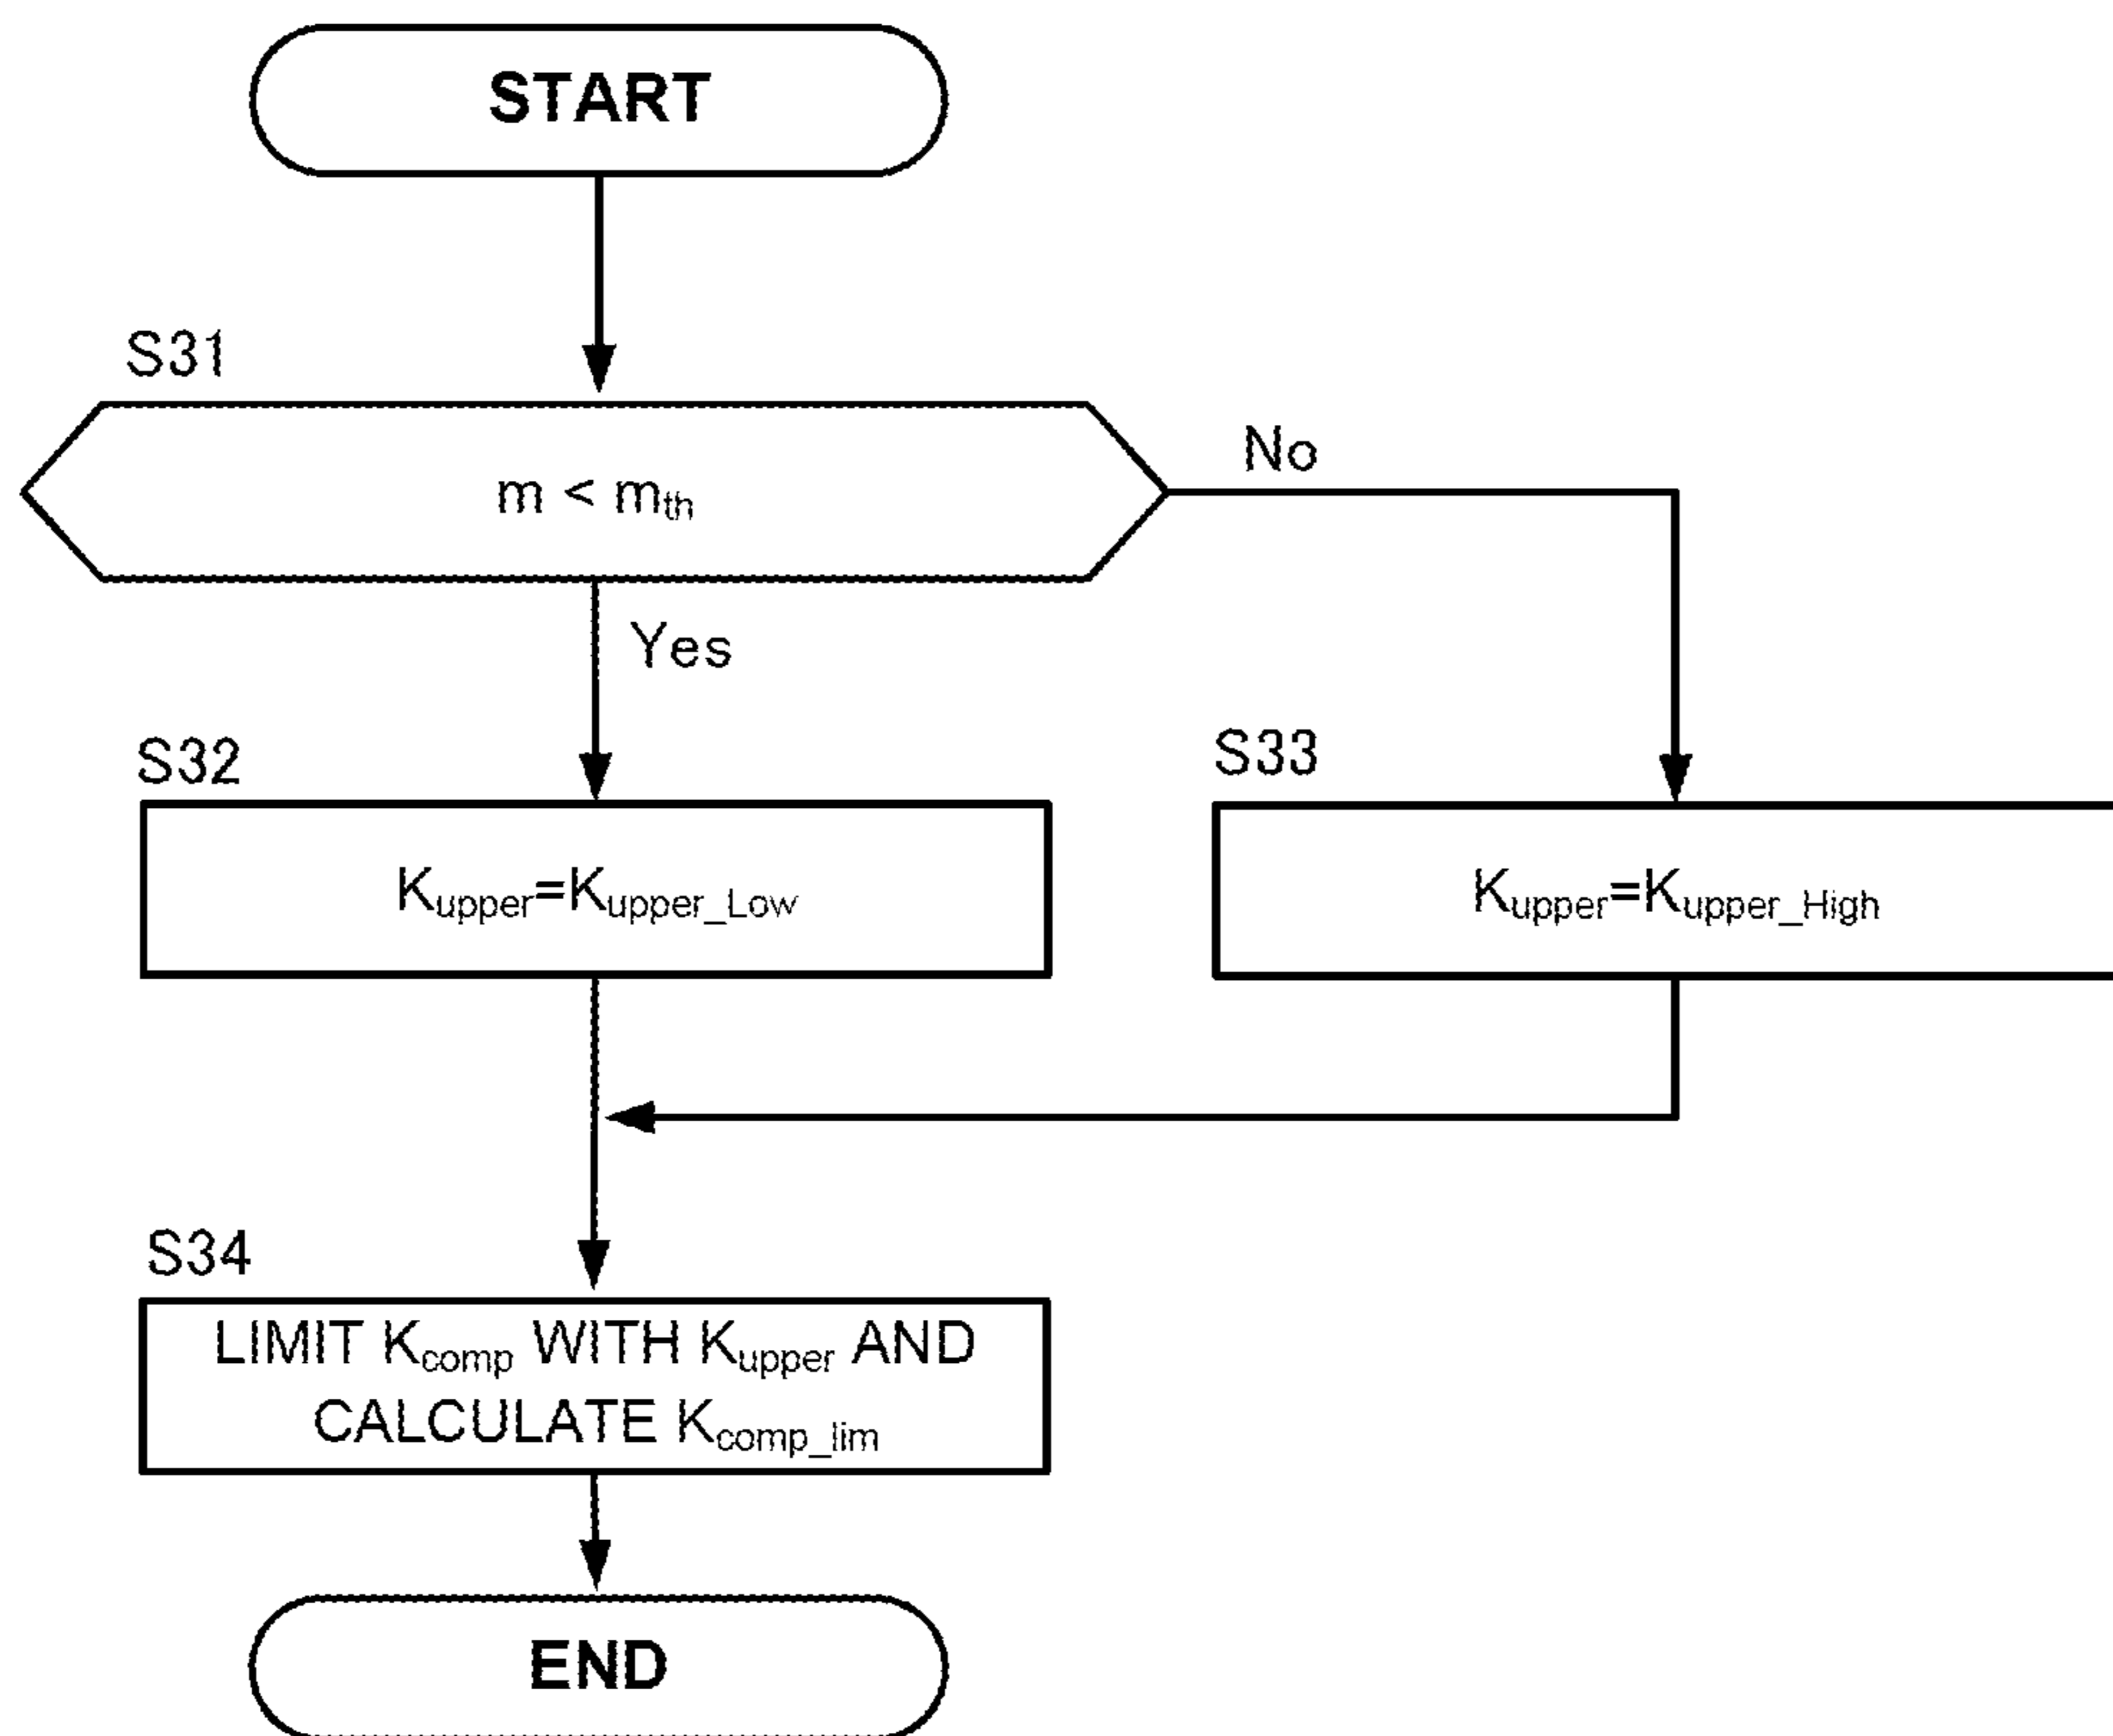 START
S31
m < mth
No
Yes
S32
S33
Kupper=Kupper_Low
Kupper=Kupper_High
S34
LIMIT Kcomp WITH Kupper AND
CALCULATE Kcomp_lim
END